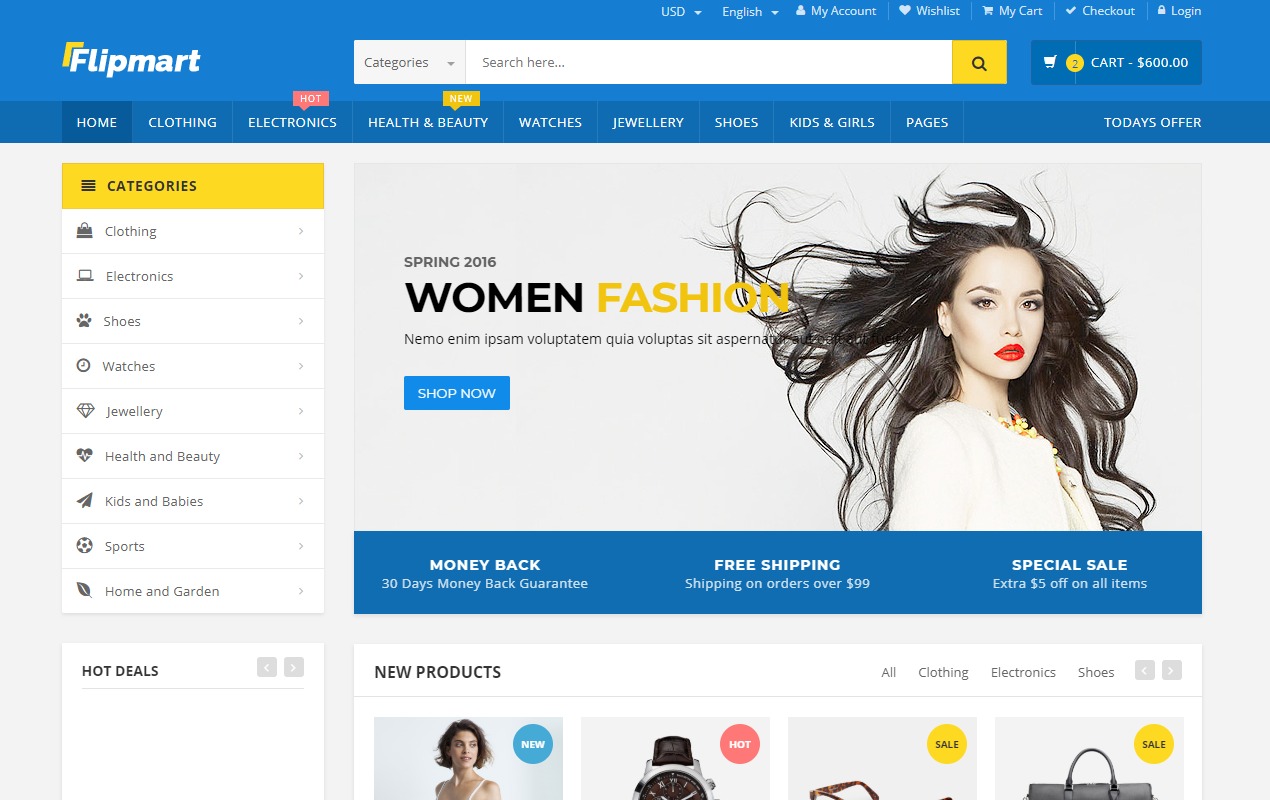 USD English My Account Wishlist My Cart Checkout Login
Flipmart
Categories Search here... 2 CART - $600.00
HOT NEW
HOME CLOTHING ELECTRONICS HEALTH & BEAUTY WATCHES JEWELLERY SHOES KIDS & GIRLS PAGES TODAYS OFFER
CATEGORIES
Clothing
Electronics
Shoes
Watches
Jewellery
Health and Beauty
Kids and Babies
Sports
Home and Garden
SPRING 2016
WOMEN FASHION
Nemo enim ipsam voluptatem quia voluptas sit aspernatur aut odit aut fugit
SHOP NOW
MONEY BACK
30 Days Money Back Guarantee
FREE SHIPPING
Shipping on orders over $99
SPECIAL SALE
Extra $5 off on all items
HOT DEALS
NEW PRODUCTS All Clothing Electronics Shoes
NEW HOT SALE SALE